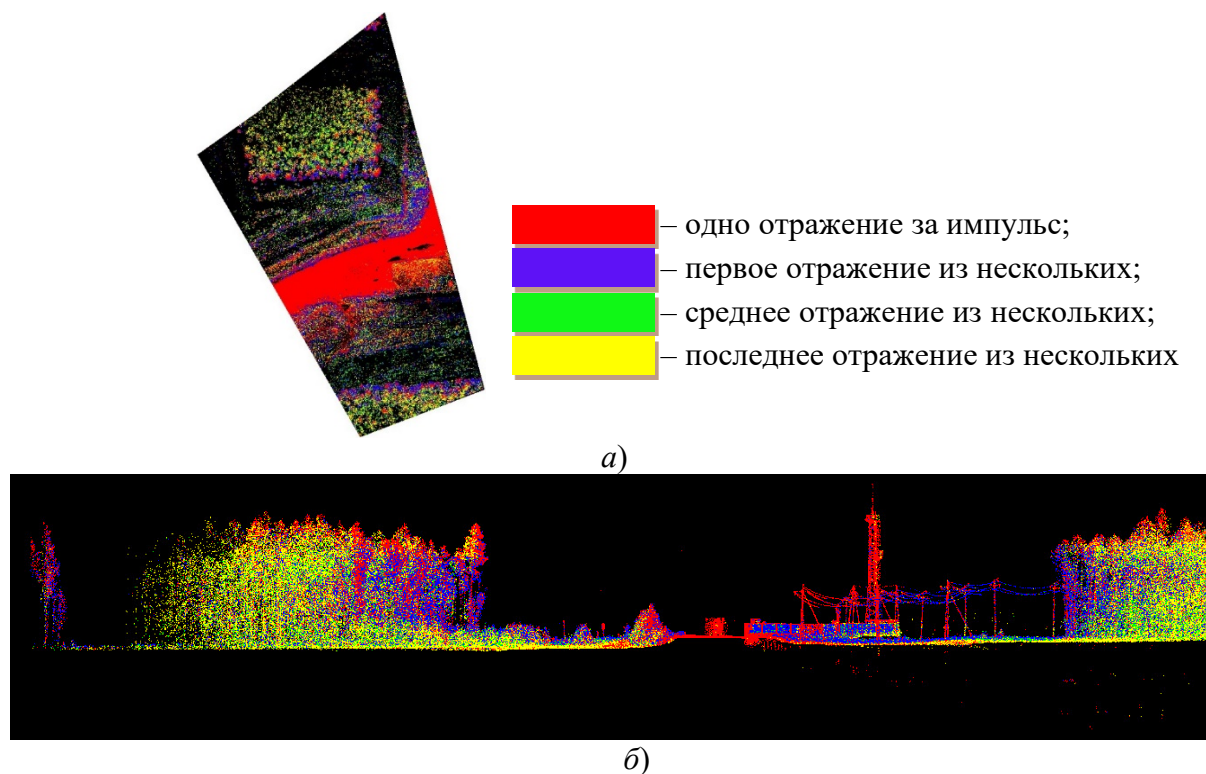 – одно отражение за импульс;
– первое отражение из нескольких;
– среднее отражение из нескольких;
– последнее отражение из нескольких
а)
б)